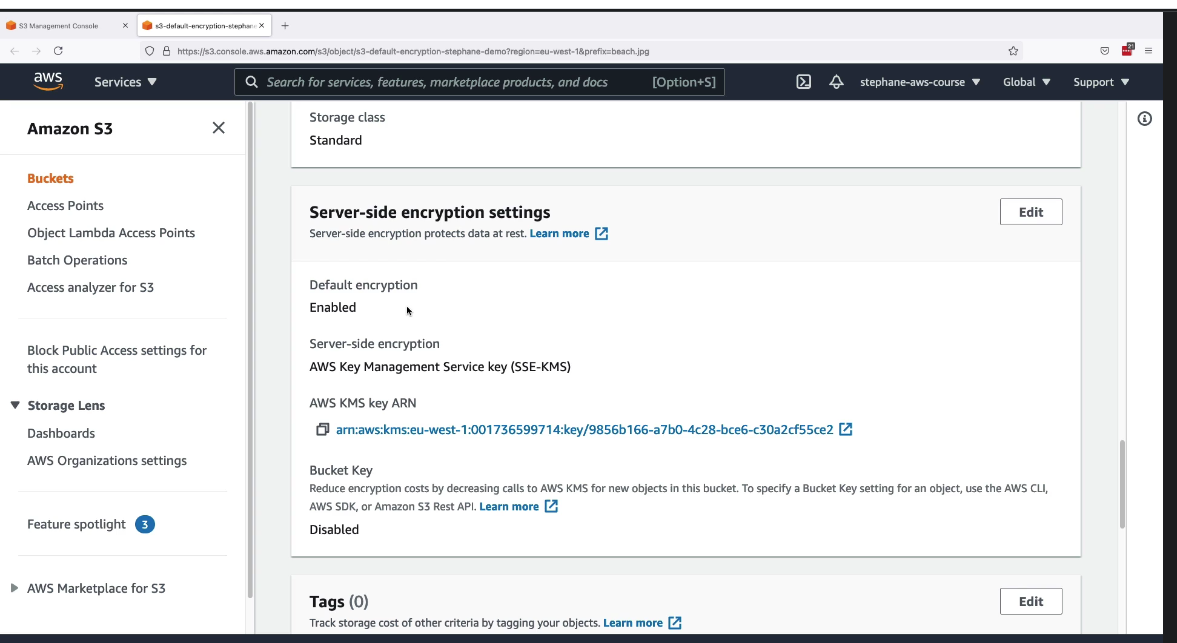 S3 Management Console
s3-default-encryption-stephan
https://s3.console.aws.amazon.com/s3/object/s3-default-encryption-stephane-demo?region=eu-west-1&prefix=beach.jpg
21
aws
Services
Search for services, features, marketplace products, and docs
[Option+S]
stephane-aws-course
Global
Support
Amazon S3
Buckets
Access Points
Object Lambda Access Points
Batch Operations
Access analyzer for S3
Block Public Access settings for
this account
Storage Lens
Dashboards
AWS Organizations settings
Feature spotlight 3
AWS Marketplace for S3
Storage class
Standard
Server-side encryption settings
Edit
Server-side encryption protects data at rest. Learn more
Default encryption
Enabled
Server-side encryption
AWS Key Management Service key (SSE-KMS)
AWS KMS key ARN
arn:aws:kms:eu-west-1:001736599714:key/9856b166-a7b0-4c28-bce6-c30a2cf55ce2
Bucket Key
Reduce encryption costs by decreasing calls to AWS KMS for new objects in this bucket. To specify a Bucket Key setting for an object, use the AWS CLI,
AWS SDK, or Amazon S3 Rest API. Learn more
Disabled
Tags (0)
Edit
Track storage cost of other criteria by tagging your objects. Learn more